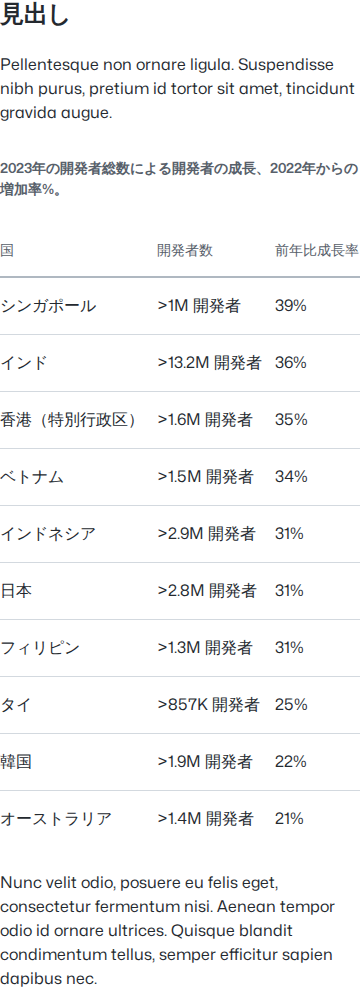 見出し
Pellentesque non ornare ligula. Suspendisse
nibh purus, pretium id tortor sit amet, tincidunt
gravida augue.
2023年の開発者総数による開発者の成長、2022年からの
増加率%。
国 開発者数 前年比成長率
シンガポール >1M 開発者 39%
インド >13.2M 開発者 36%
香港（特別行政区） >1.6M 開発者 35%
ベトナム >1.5M 開発者 34%
インドネシア >2.9M 開発者 31%
日本 >2.8M 開発者 31%
フィリピン >1.3M 開発者 31%
タイ >857K 開発者 25%
韓国 >1.9M 開発者 22%
オーストラリア >1.4M 開発者 21%
Nunc velit odio, posuere eu felis eget,
consectetur fermentum nisi. Aenean tempor
odio id ornare ultrices. Quisque blandit
condimentum tellus, semper efficitur sapien
dapibus nec.